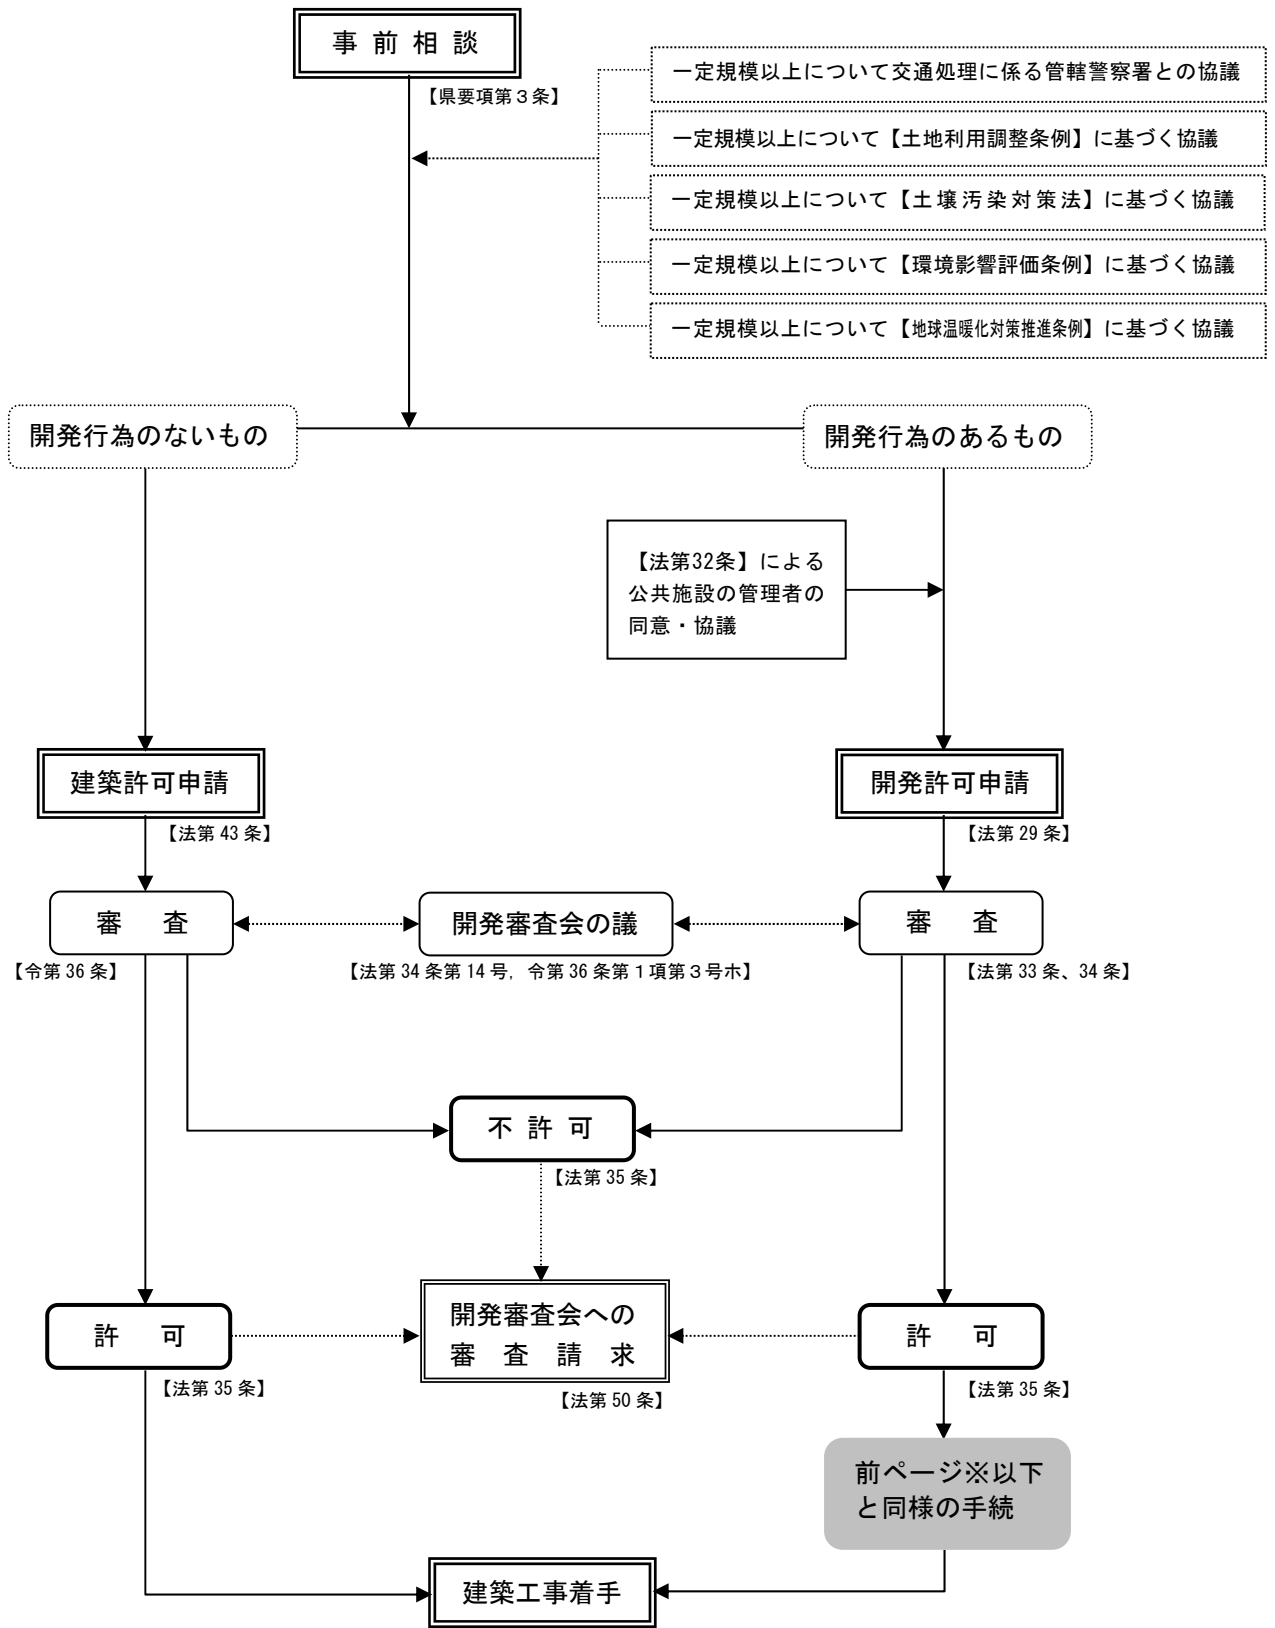 事前相談
【県要項第３条】
一定規模以上について交通処理に係る管轄警察署との協議
一定規模以上について【土地利用調整条例】に基づく協議
一定規模以上について【土壌汚染対策法】に基づく協議
一定規模以上について【環境影響評価条例】に基づく協議
一定規模以上について【地球温暖化対策推進条例】に基づく協議
開発行為のないもの
開発行為のあるもの
【法第32条】による
公共施設の管理者の
同意・協議
建築許可申請
【法第 43 条】
開発許可申請
【法第 29 条】
審　査
【令第 36 条】
開発審査会の議
【法第 34 条第 14 号，令第 36 条第１項第３号ホ】
審　査
【法第 33 条、34 条】
不許可
【法第 35 条】
許　可
【法第 35 条】
開発審査会への
審査請求
【法第 50 条】
許　可
【法第 35 条】
前ページ※以下
と同様の手続
建築工事着手